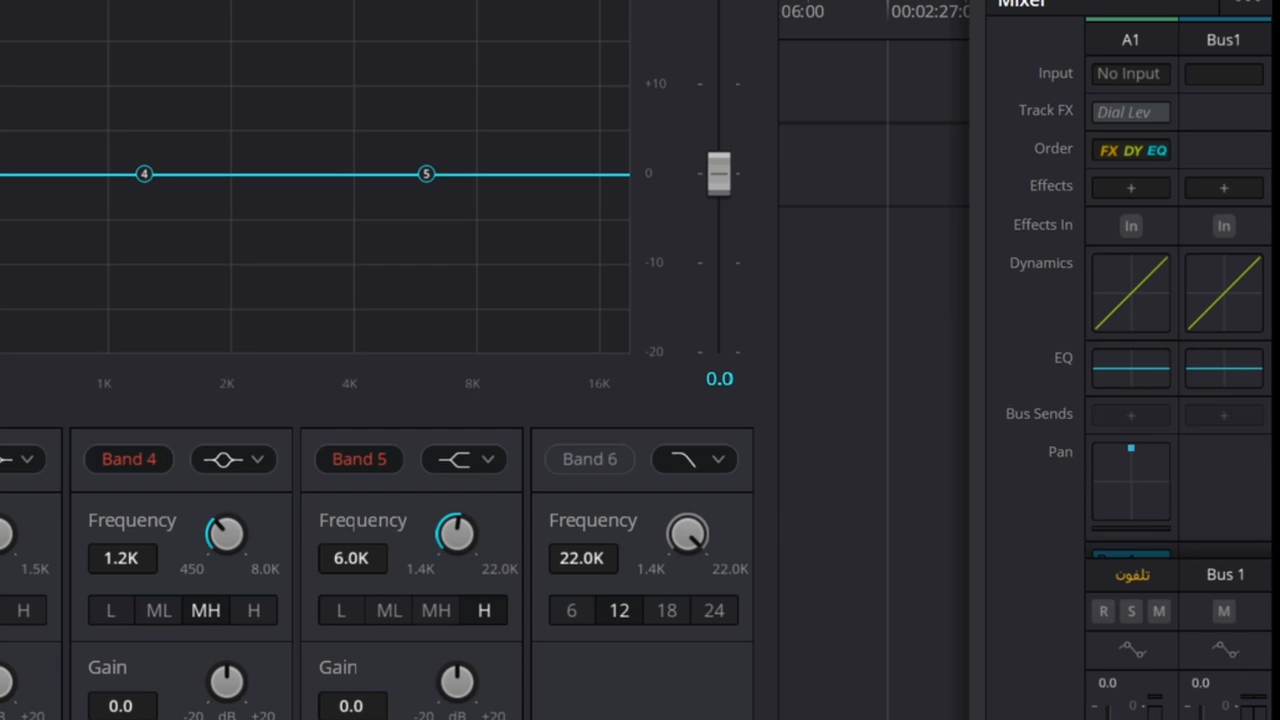 06:00 00:02:27:0
Mixer
A1 Bus1
Input No Input
Track FX Dial Lev
Order FX DY EQ
Effects + +
Effects In In In
Dynamics
EQ
Bus Sends + +
Pan
تلفون Bus 1
R S M M
0.0 0.0
0 0
+10
0
-10
-20
4 5
1K 2K 4K 8K 16K
0.0
Band 4 Band 5 Band 6
Frequency Frequency Frequency
1.2K 6.0K 22.0K
1.5K 450 8.0K 1.4K 22.0K 1.4K 22.0K
H L ML MH H L ML MH H 6 12 18 24
Gain Gain
0.0 0.0
+20 -20 dB +20 -20 dB +20